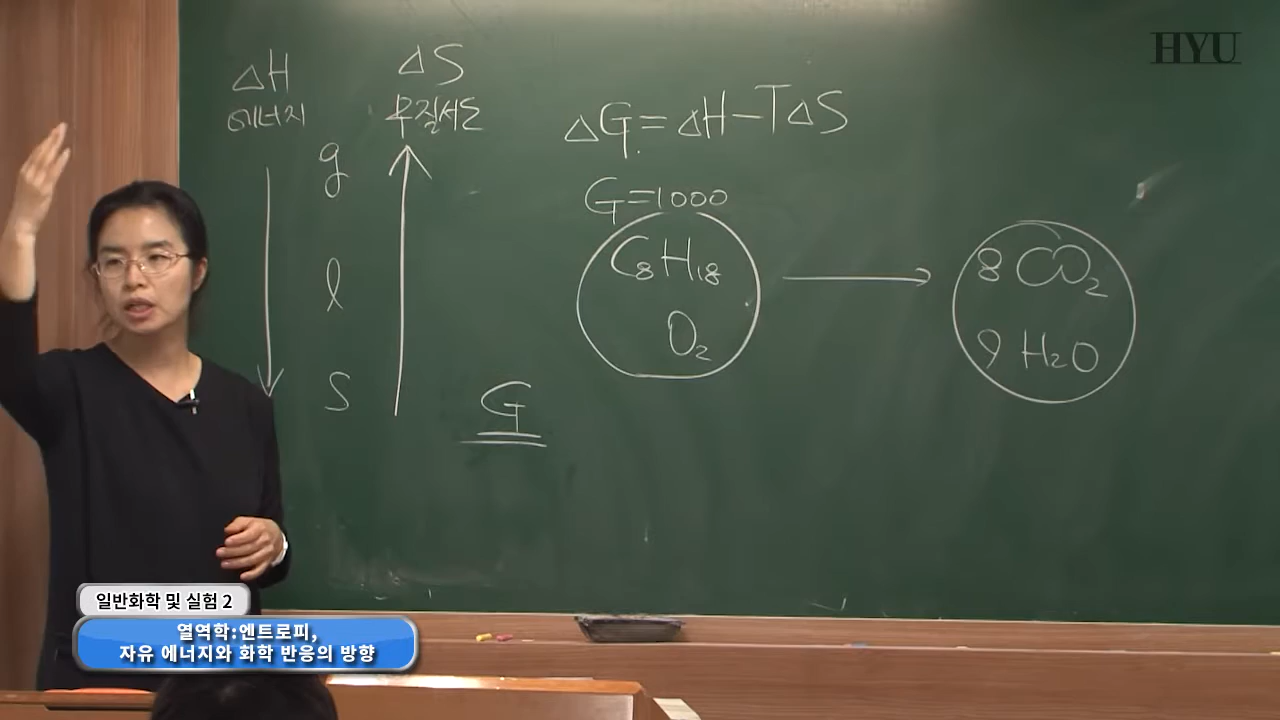 HYU
ΔH
에너지
ΔS
무질서도
g
l
s
G
ΔG = ΔH - TΔS
G=1000
C₈H₁₈
O₂
8 CO₂
9 H₂O
일반화학 및 실험 2
열역학:엔트로피,
자유 에너지와 화학 반응의 방향